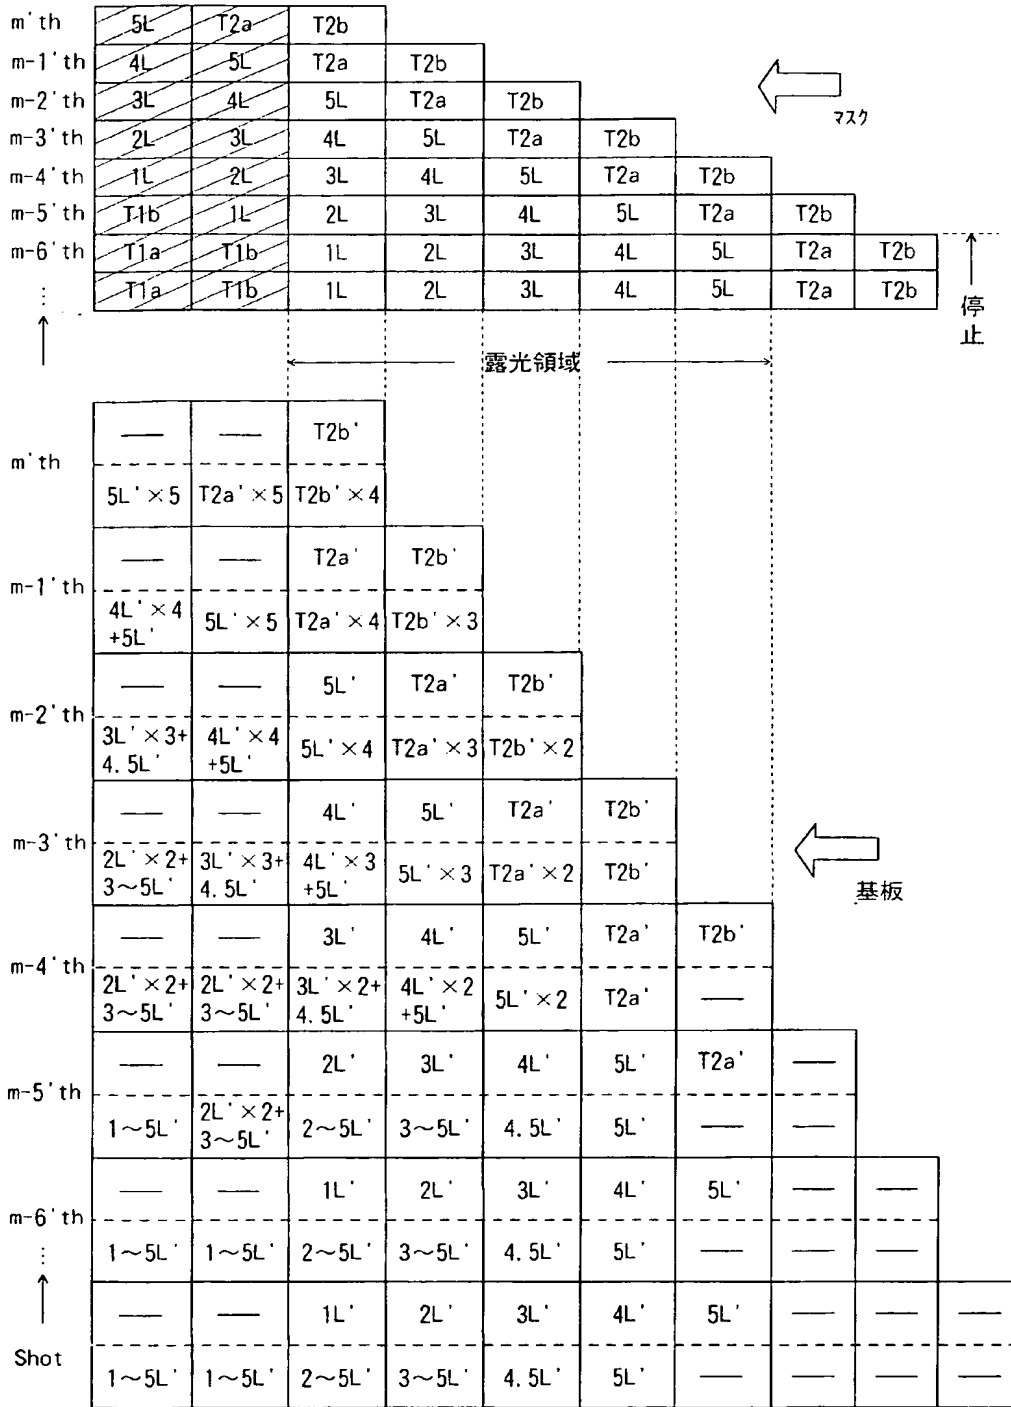 m'th 5L T2a T2b
m-1'th 4L 5L T2a T2b
m-2'th 3L 4L 5L T2a T2b
m-3'th 2L 3L 4L 5L T2a T2b
m-4'th 1L 2L 3L 4L 5L T2a T2b
m-5'th T1b 1L 2L 3L 4L 5L T2a T2b
m-6'th T1a T1b 1L 2L 3L 4L 5L T2a T2b
⋮ T1a T1b 1L 2L 3L 4L 5L T2a T2b
マスク
停止
露光領域
m'th
— — T2b'
5L'×5 T2a'×5 T2b'×4
m-1'th
— — T2a' T2b'
4L'×4+5L' 5L'×5 T2a'×4 T2b'×3
m-2'th
— — 5L' T2a' T2b'
3L'×3+4.5L' 4L'×4+5L' 5L'×4 T2a'×3 T2b'×2
m-3'th
— — 4L' 5L' T2a' T2b'
2L'×2+3～5L' 3L'×3+4.5L' 4L'×3+5L' 5L'×3 T2a'×2 T2b'
基板
m-4'th
— — 3L' 4L' 5L' T2a' T2b'
2L'×2+3～5L' 2L'×2+3～5L' 3L'×2+4.5L' 4L'×2+5L' 5L'×2 T2a' —
m-5'th
— — 2L' 3L' 4L' 5L' T2a' —
1～5L' 2L'×2+3～5L' 2～5L' 3～5L' 4.5L' 5L' — —
m-6'th
— — 1L' 2L' 3L' 4L' 5L' — —
1～5L' 1～5L' 2～5L' 3～5L' 4.5L' 5L' — — —
⋮
Shot
— — 1L' 2L' 3L' 4L' 5L' — — —
1～5L' 1～5L' 2～5L' 3～5L' 4.5L' 5L' — — — —